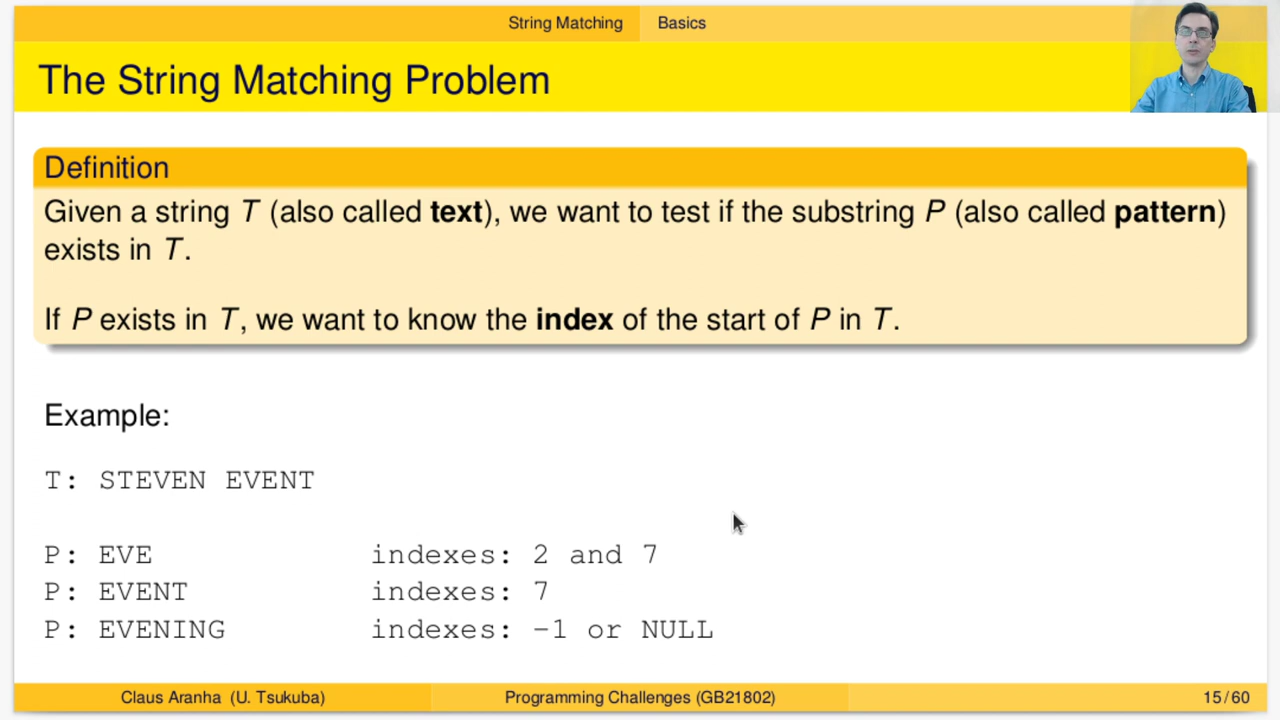 String Matching Basics
The String Matching Problem
Definition
Given a string T (also called text), we want to test if the substring P (also called pattern)
exists in T.
If P exists in T, we want to know the index of the start of P in T.
Example:
T: STEVEN EVENT
P: EVE indexes: 2 and 7
P: EVENT indexes: 7
P: EVENING indexes: -1 or NULL
Claus Aranha (U. Tsukuba) Programming Challenges (GB21802) 15/60